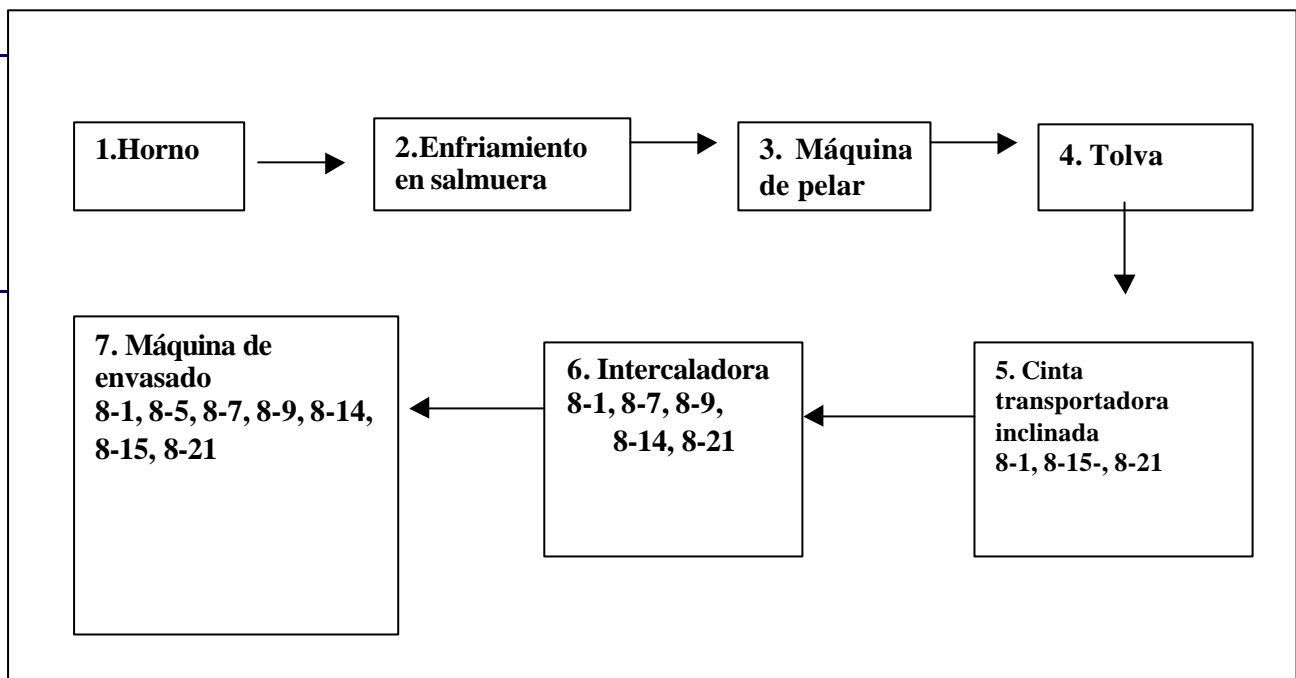 1.Horno
2.Enfriamiento
en salmuera
3. Máquina
de pelar
4. Tolva
7. Máquina de
envasado
8-1, 8-5, 8-7, 8-9, 8-14,
8-15, 8-21
6. Intercaladora
8-1, 8-7, 8-9,
8-14, 8-21
5. Cinta
transportadora
inclinada
8-1, 8-15-, 8-21